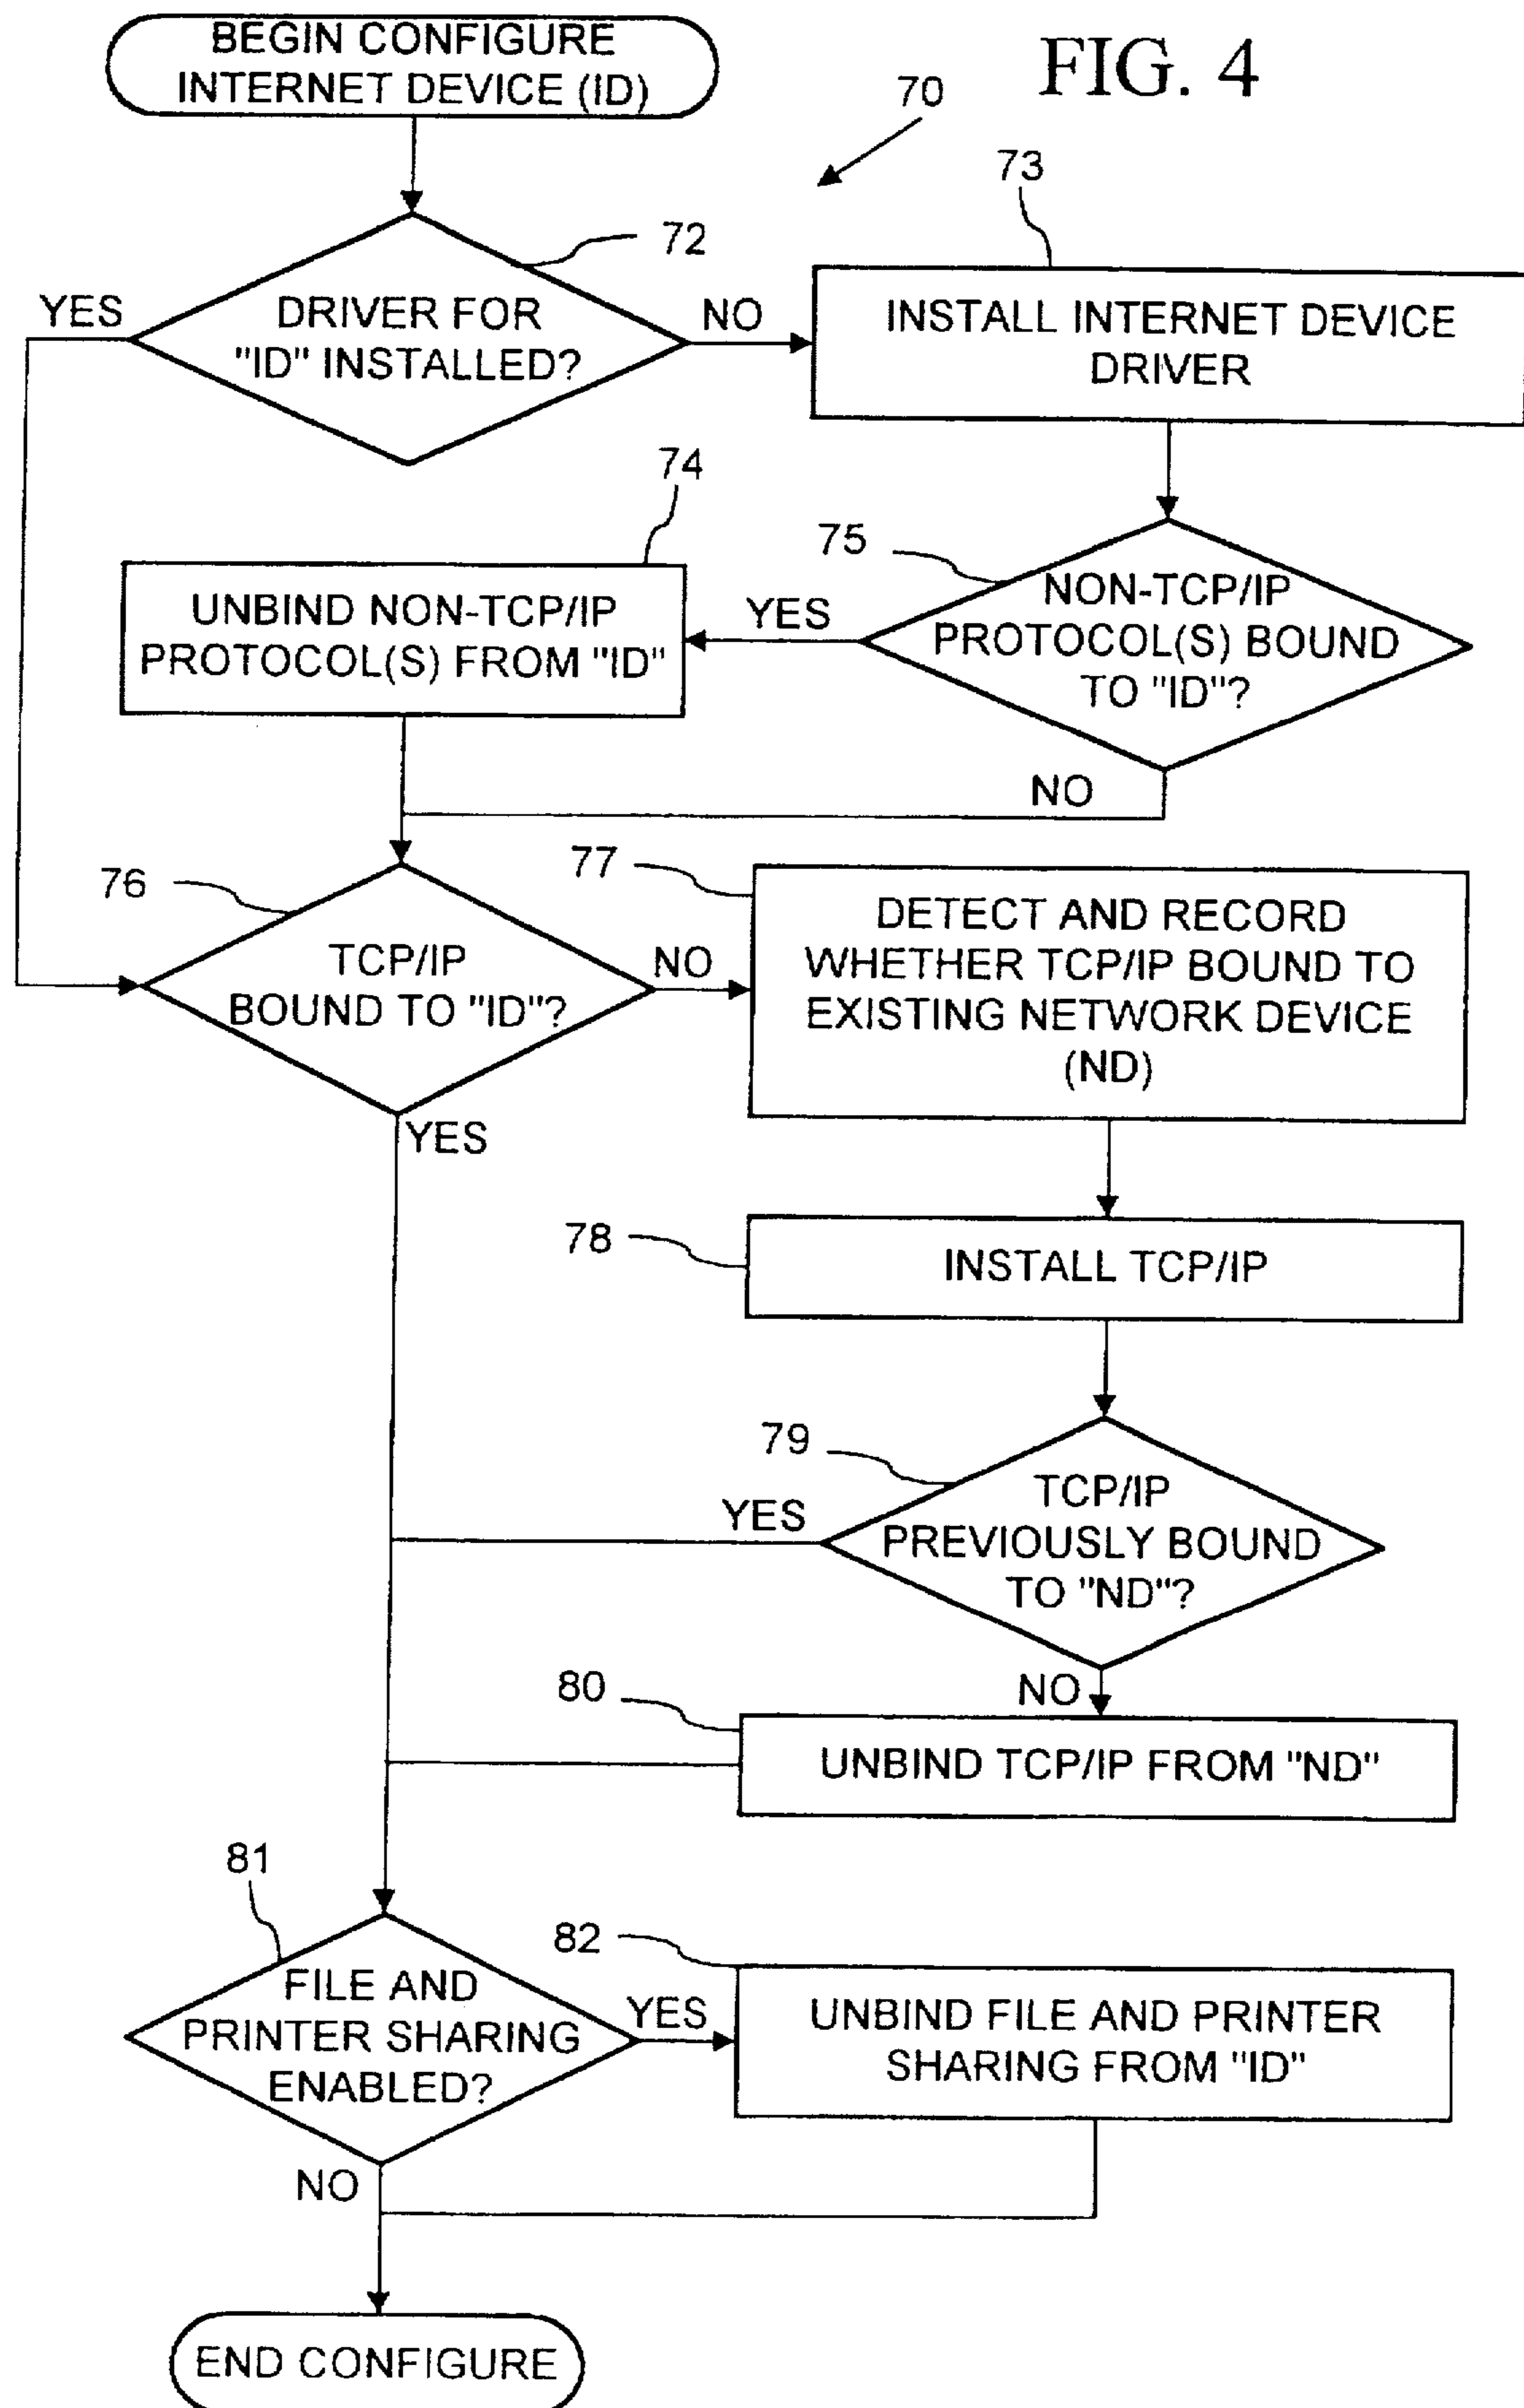 BEGIN CONFIGURE
INTERNET DEVICE (ID)
FIG. 4
70
73
72
YES
DRIVER FOR
"ID" INSTALLED?
NO
INSTALL INTERNET DEVICE
DRIVER
74
75
UNBIND NON-TCP/IP
PROTOCOL(S) FROM "ID"
YES
NON-TCP/IP
PROTOCOL(S) BOUND
TO "ID"?
NO
76
77
TCP/IP
BOUND TO "ID"?
NO
DETECT AND RECORD
WHETHER TCP/IP BOUND TO
EXISTING NETWORK DEVICE
(ND)
YES
78
INSTALL TCP/IP
79
YES
TCP/IP
PREVIOUSLY BOUND
TO "ND"?
NO
80
UNBIND TCP/IP FROM "ND"
81
82
FILE AND
PRINTER SHARING
ENABLED?
YES
UNBIND FILE AND PRINTER
SHARING FROM "ID"
NO
END CONFIGURE